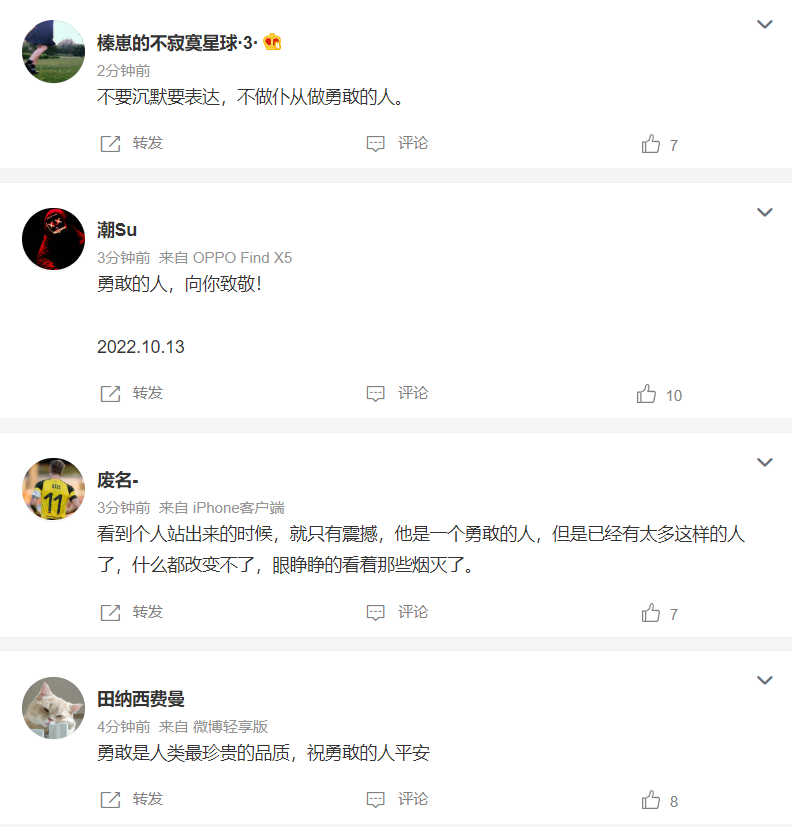 榛崽的不寂寞星球·3·
2分钟前
不要沉默要表达，不做仆从做勇敢的人。
转发 评论 7
潮Su
3分钟前 来自 OPPO Find X5
勇敢的人，向你致敬！
2022.10.13
转发 评论 10
废名-
3分钟前 来自 iPhone客户端
看到个人站出来的时候，就只有震撼，他是一个勇敢的人，但是已经有太多这样的人
了，什么都改变不了，眼睁睁的看着那些烟灭了。
转发 评论 7
田纳西费曼
4分钟前 来自 微博轻享版
勇敢是人类最珍贵的品质，祝勇敢的人平安
转发 评论 8